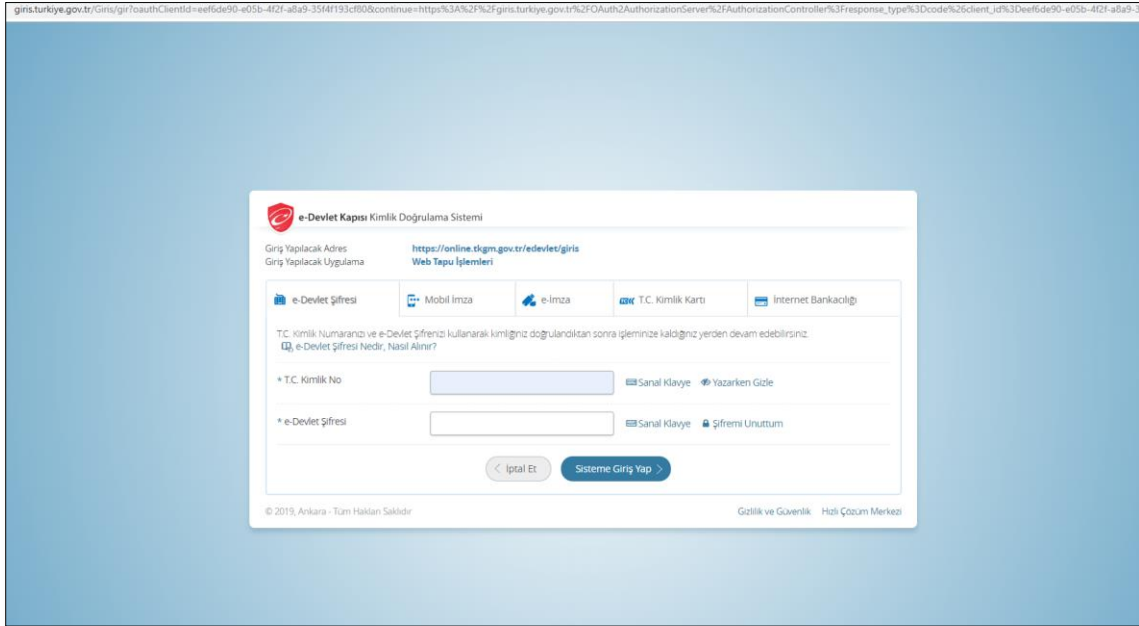 giris.turkiye.gov.tr/Giris/gir?oauthClientId=eef6de90-e05b-4f2f-a8a9-35f4f193cf80&continue=https%3A%2F%2Fgiris.turkiye.gov.tr%2FOAuth2AuthorizationServer%2FAuthorizationController%3Fresponse_type%3Dcode%26client_id%3Deef6de90-e05b-4f2f-a8a9-3
e-Devlet Kapısı Kimlik Doğrulama Sistemi
Giriş Yapılacak Adres https://online.tkgm.gov.tr/edevlet/giris
Giriş Yapılacak Uygulama Web Tapu İşlemleri
e-Devlet Şifresi Mobil İmza e-İmza T.C. Kimlik Kartı İnternet Bankacılığı
T.C. Kimlik Numaranızı ve e-Devlet Şifrenizi kullanarak kimliğiniz doğrulandıktan sonra işleminize kaldığınız yerden devam edebilirsiniz.
e-Devlet Şifresi Nedir, Nasıl Alınır?
* T.C. Kimlik No Sanal Klavye Yazarken Gizle
* e-Devlet Şifresi Sanal Klavye Şifremi Unuttum
İptal Et Sisteme Giriş Yap
© 2019, Ankara - Tüm Hakları Saklıdır Gizlilik ve Güvenlik Hızlı Çözüm Merkezi